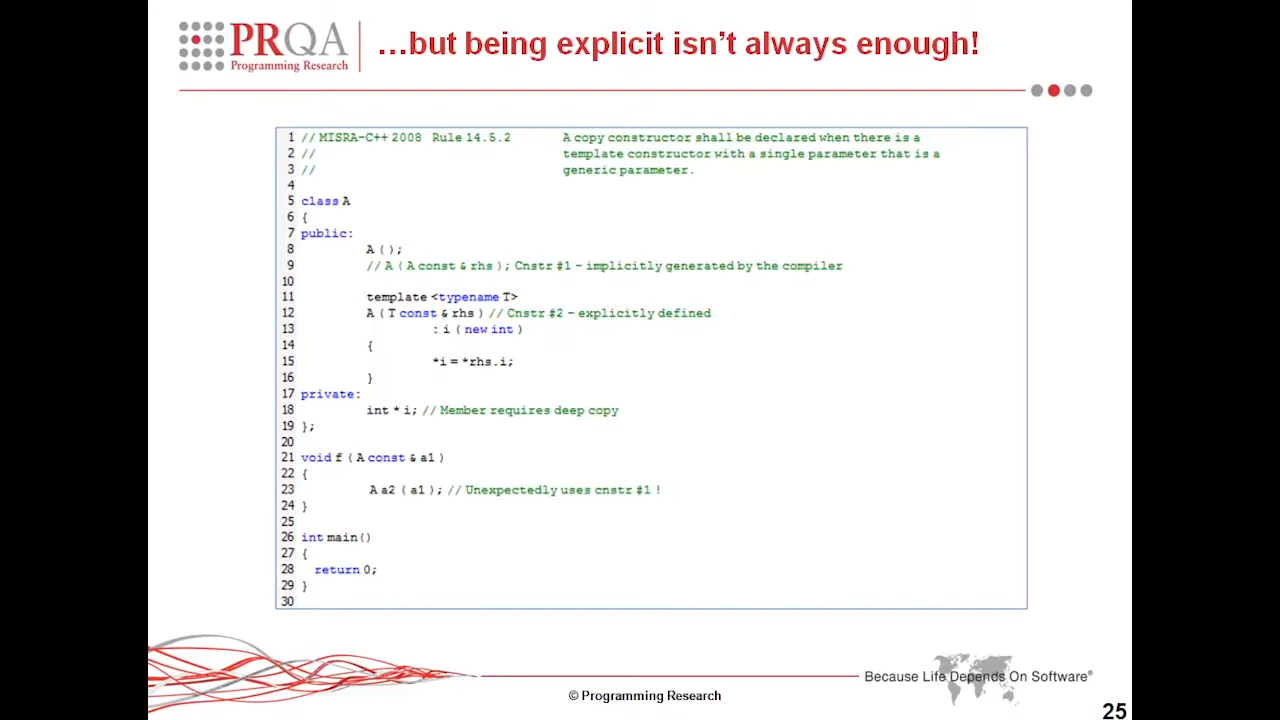 PRQA
Programming Research
...but being explicit isn't always enough!
1 // MISRA-C++ 2008 Rule 14.5.2 A copy constructor shall be declared when there is a
2 // template constructor with a single parameter that is a
3 // generic parameter.
4
5 class A
6 {
7 public:
8 A ( );
9 // A ( A const & rhs ); Cnstr #1 - implicitly generated by the compiler
10
11 template <typename T>
12 A ( T const & rhs ) // Cnstr #2 - explicitly defined
13 : i ( new int )
14 {
15 *i = *rhs.i;
16 }
17 private:
18 int * i; // Member requires deep copy
19 };
20
21 void f ( A const & a1 )
22 {
23 A a2 ( a1 ); // Unexpectedly uses cnstr #1 !
24 }
25
26 int main()
27 {
28 return 0;
29 }
30
Because Life Depends On Software®
© Programming Research
25